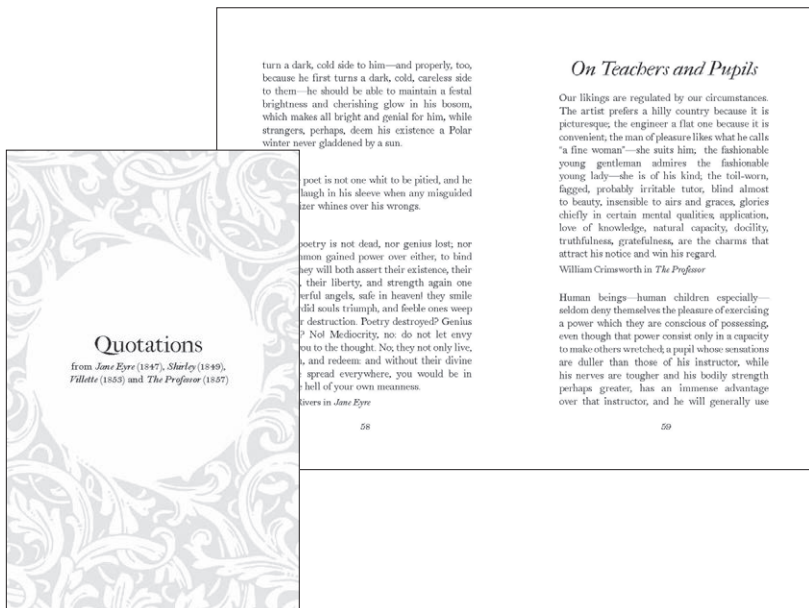 turn a dark, cold side to him—and properly, too,
because he first turns a dark, cold, careless side
to them—he should be able to maintain a festal
brightness and cherishing glow in his bosom,
which makes all bright and genial for him, while
strangers, perhaps, deem his existence a Polar
winter never gladdened by a sun.
poet is not one whit to be pitied, and he
laugh in his sleeve when any misguided
izer whines over his wrongs.
poetry is not dead, nor genius lost; nor
mmon gained power over either, to bind
hey will both assert their existence, their
, their liberty, and strength again one
erful angels, safe in heaven! they smile
did souls triumph, and feeble ones weep
r destruction. Poetry destroyed? Genius
? No! Mediocrity, no: do not let envy
you to the thought. No; they not only live,
n, and redeem: and without their divine
spread everywhere, you would be in
hell of your own meanness.
Rivers in Jane Eyre
58
On Teachers and Pupils
Our likings are regulated by our circumstances.
The artist prefers a hilly country because it is
picturesque; the engineer a flat one because it is
convenient; the man of pleasure likes what he calls
"a fine woman"—she suits him; the fashionable
young gentleman admires the fashionable
young lady—she is of his kind; the toil-worn,
fagged, probably irritable tutor, blind almost
to beauty, insensible to airs and graces, glories
chiefly in certain mental qualities; application,
love of knowledge, natural capacity, docility,
truthfulness, gratefulness, are the charms that
attract his notice and win his regard.
William Crimsworth in The Professor
Human beings—human children especially—
seldom deny themselves the pleasure of exercising
a power which they are conscious of possessing,
even though that power consist only in a capacity
to make others wretched; a pupil whose sensations
are duller than those of his instructor, while
his nerves are tougher and his bodily strength
perhaps greater, has an immense advantage
over that instructor, and he will generally use
59
Quotations
from Jane Eyre (1847), Shirley (1849),
Villette (1853) and The Professor (1857)